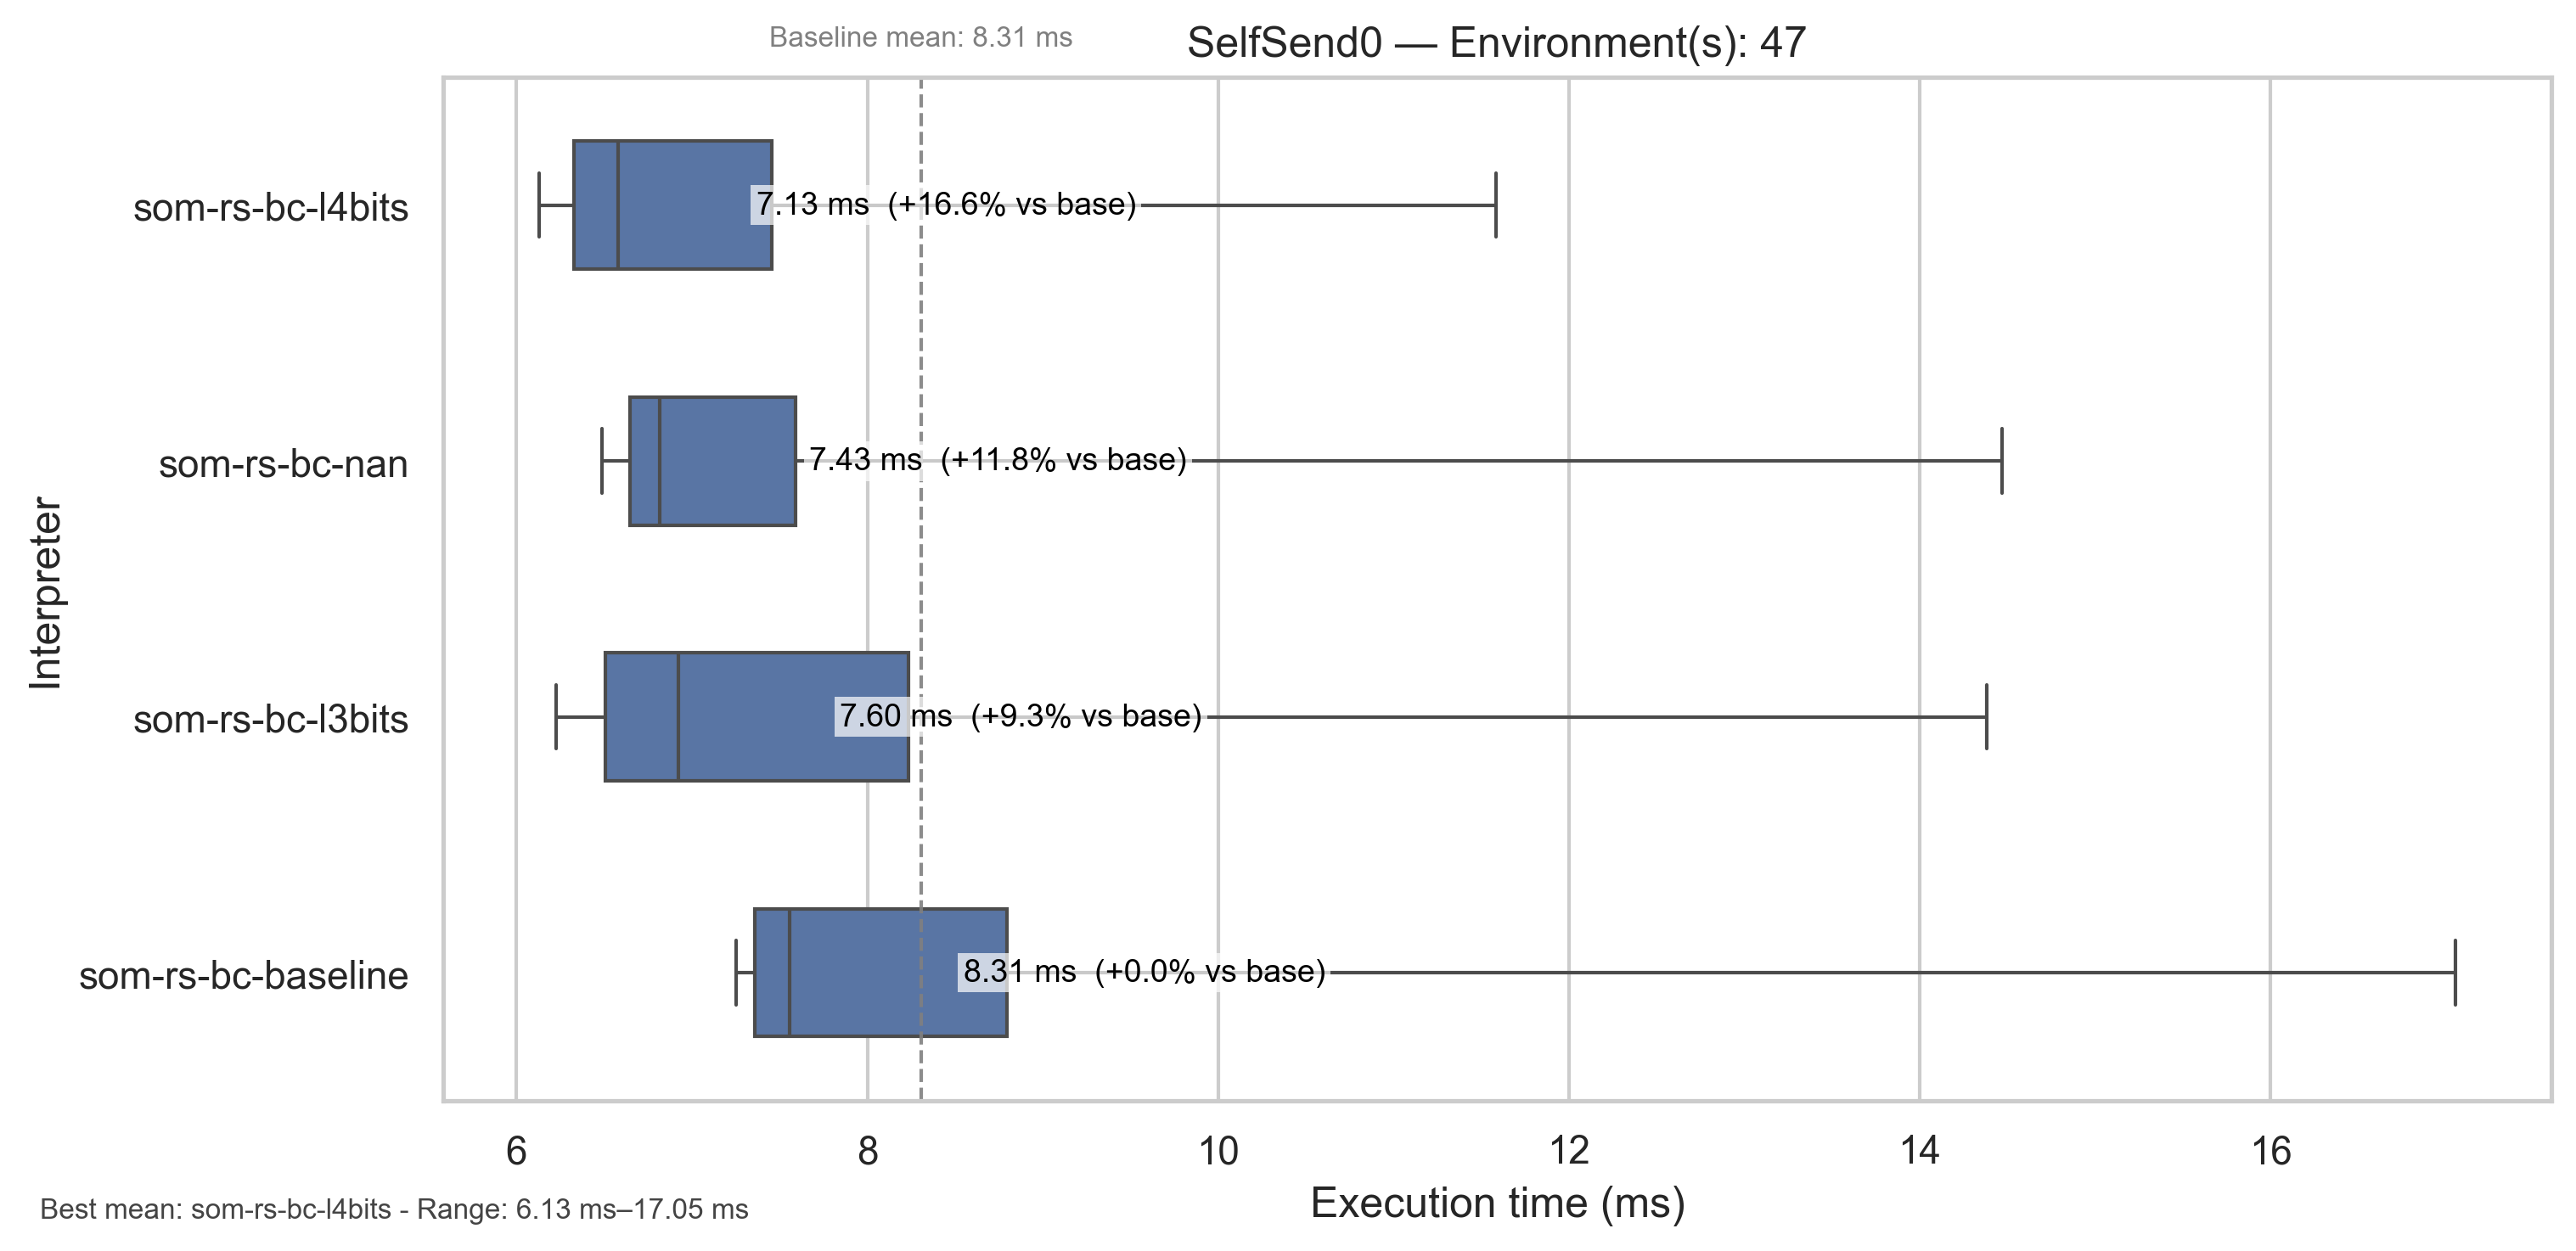 Baseline mean: 8.31 ms
SelfSend0 — Environment(s): 47
Interpreter
som-rs-bc-l4bits
7.13 ms (+16.6% vs base)
som-rs-bc-nan
7.43 ms (+11.8% vs base)
som-rs-bc-l3bits
7.60 ms (+9.3% vs base)
som-rs-bc-baseline
8.31 ms (+0.0% vs base)
6 8 10 12 14 16
Execution time (ms)
Best mean: som-rs-bc-l4bits - Range: 6.13 ms–17.05 ms